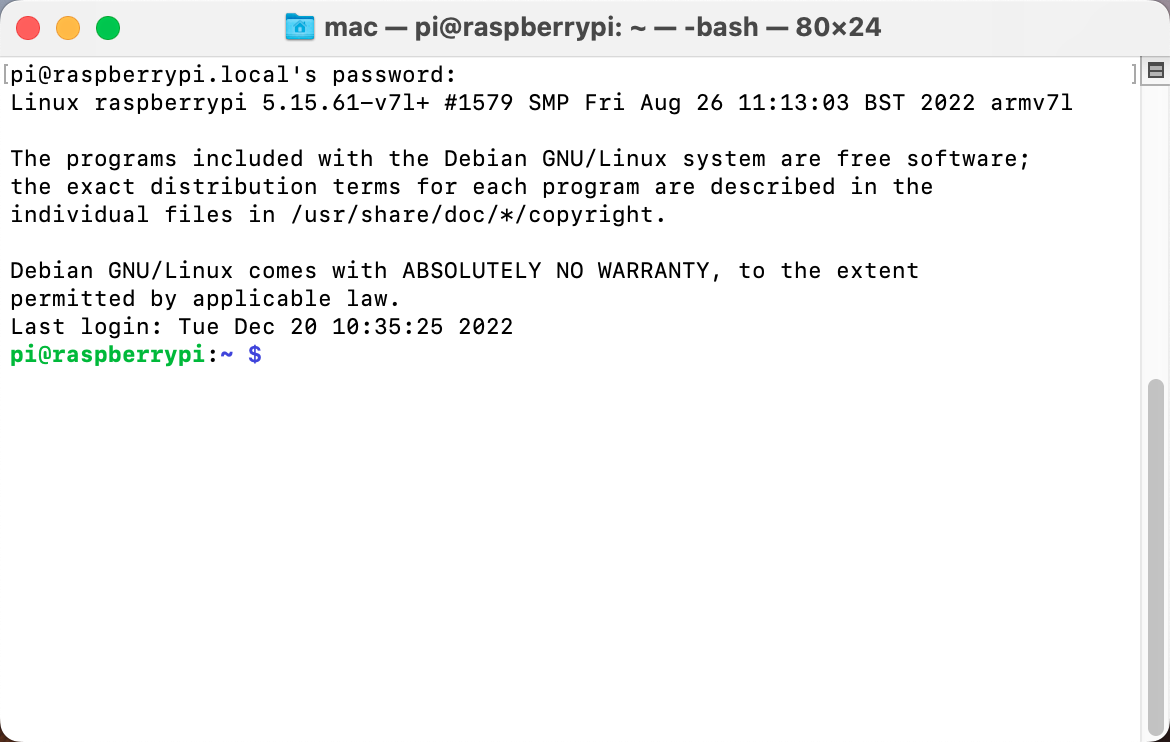 mac — pi@raspberrypi: ~ — -bash — 80×24
pi@raspberrypi.local's password:
Linux raspberrypi 5.15.61-v7l+ #1579 SMP Fri Aug 26 11:13:03 BST 2022 armv7l
The programs included with the Debian GNU/Linux system are free software;
the exact distribution terms for each program are described in the
individual files in /usr/share/doc/*/copyright.
Debian GNU/Linux comes with ABSOLUTELY NO WARRANTY, to the extent
permitted by applicable law.
Last login: Tue Dec 20 10:35:25 2022
pi@raspberrypi:~ $